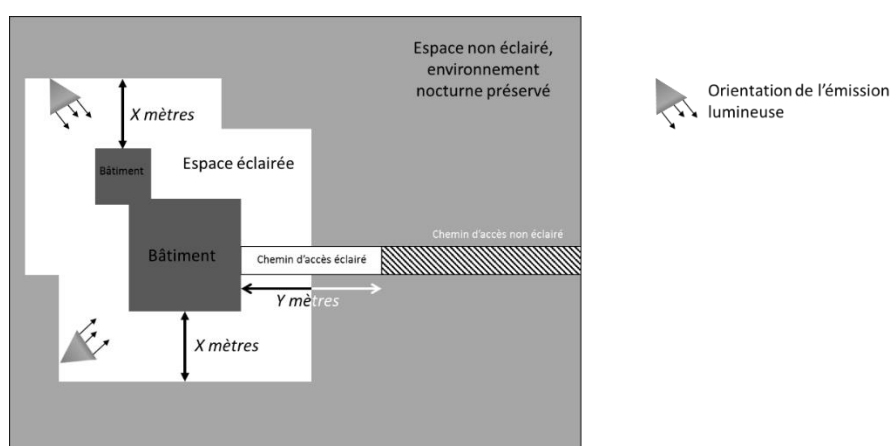 Espace non éclairé,
environnement
nocturne préservé
Orientation de l'émission
lumineuse
X mètres
Bâtiment
Espace éclairée
Chemin d'accès non éclairé
Bâtiment
Chemin d'accès éclairé
Y mètres
X mètres